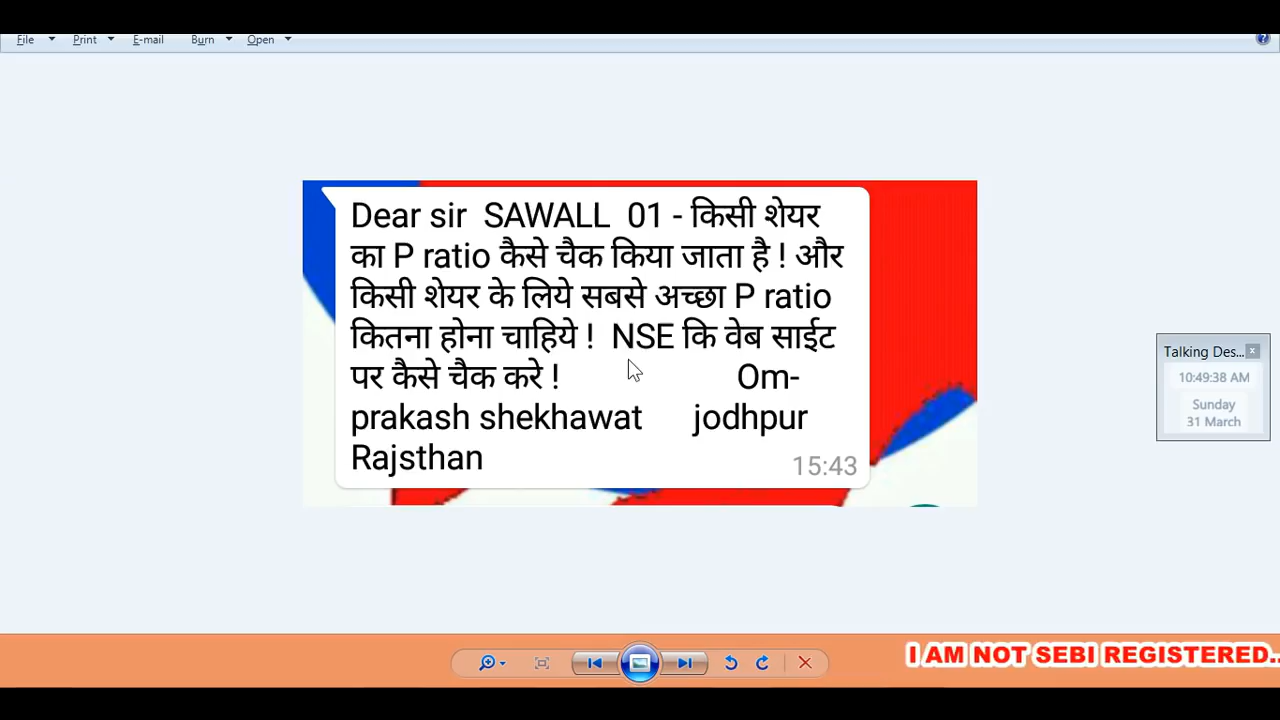 File Print E-mail Burn Open
Dear sir SAWALL 01 - किसी शेयर
का P ratio कैसे चैक किया जाता है ! और
किसी शेयर के लिये सबसे अच्छा P ratio
कितना होना चाहिये ! NSE कि वेब साईट
पर कैसे चैक करे ! Om-
prakash shekhawat jodhpur
Rajsthan 15:43
Talking Des... x
10:49:38 AM
Sunday
31 March
I AM NOT SEBI REGISTERED..